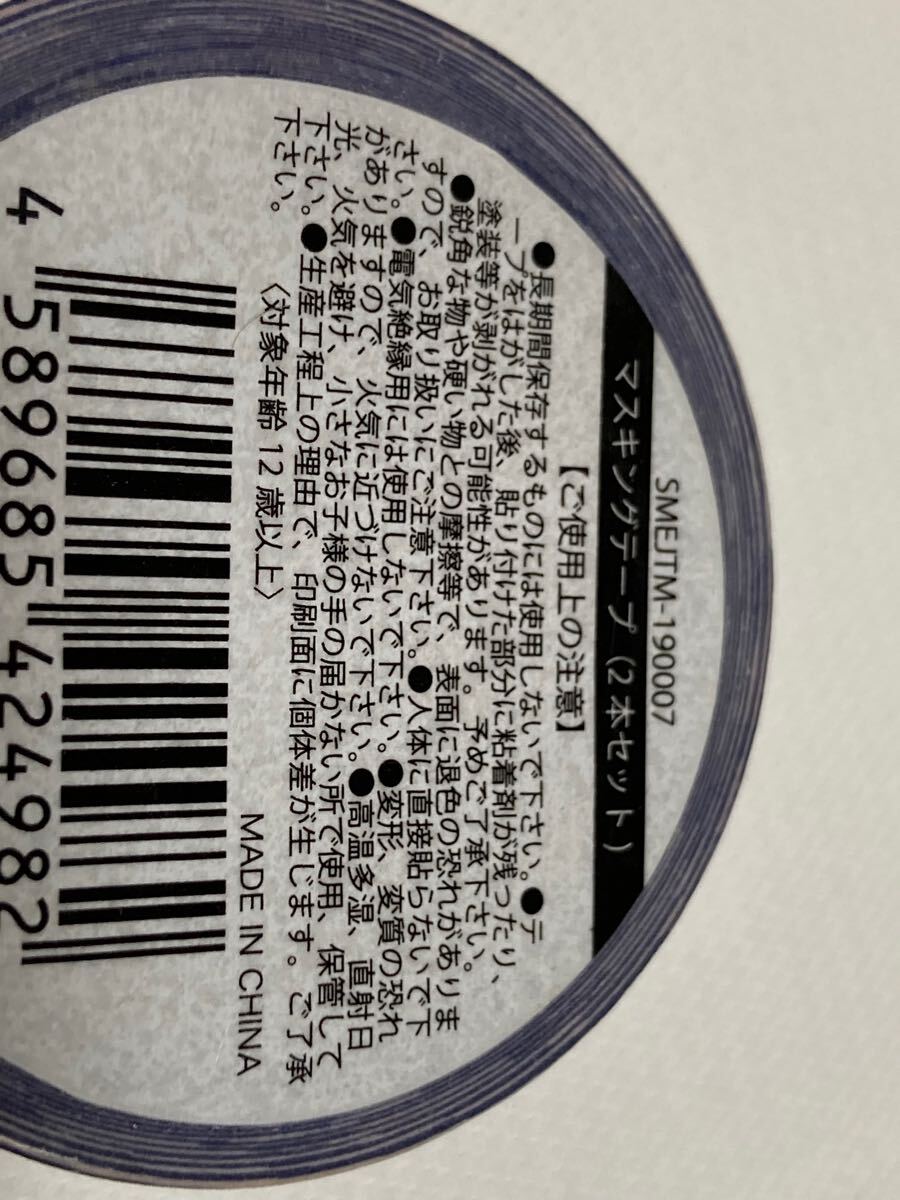 SMEJTM-190007
マスキングテープ(2本セット)
【ご使用上の注意】
●長期間保存するものには使用しないで下さい。●テ
ープをはがした後、貼り付けた部分に粘着剤が残ったり、
塗装等が剥がれる可能性があります。予めご了承下さい。
●鋭角な物や硬い物との摩擦等で、表面に退色の恐れがありま
すので、お取り扱いにご注意下さい。●人体に直接貼らないで下
さい。●電気絶縁用には使用しないで下さい。●変形、変質の恐れ
がありますので、火気に近づけないで下さい。●高温多湿、直射日
光、火気を避け、小さなお子様の手の届かない所で使用、保管して
下さい。●生産工程上の理由で、印刷面に個体差が生じます。ご了承
下さい。
〈対象年齢12歳以上〉
MADE IN CHINA
4 589685 424982